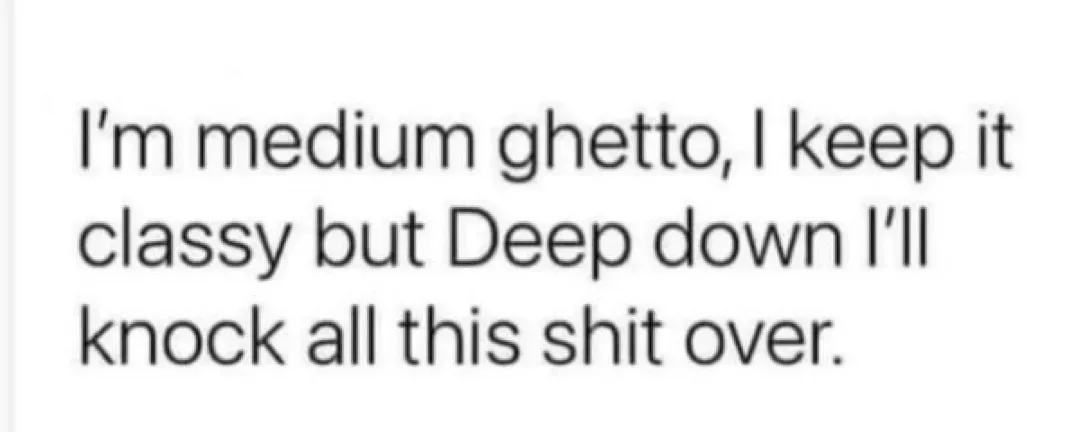 I'm medium ghetto, I keep it
classy but Deep down I'll
knock all this shit over.